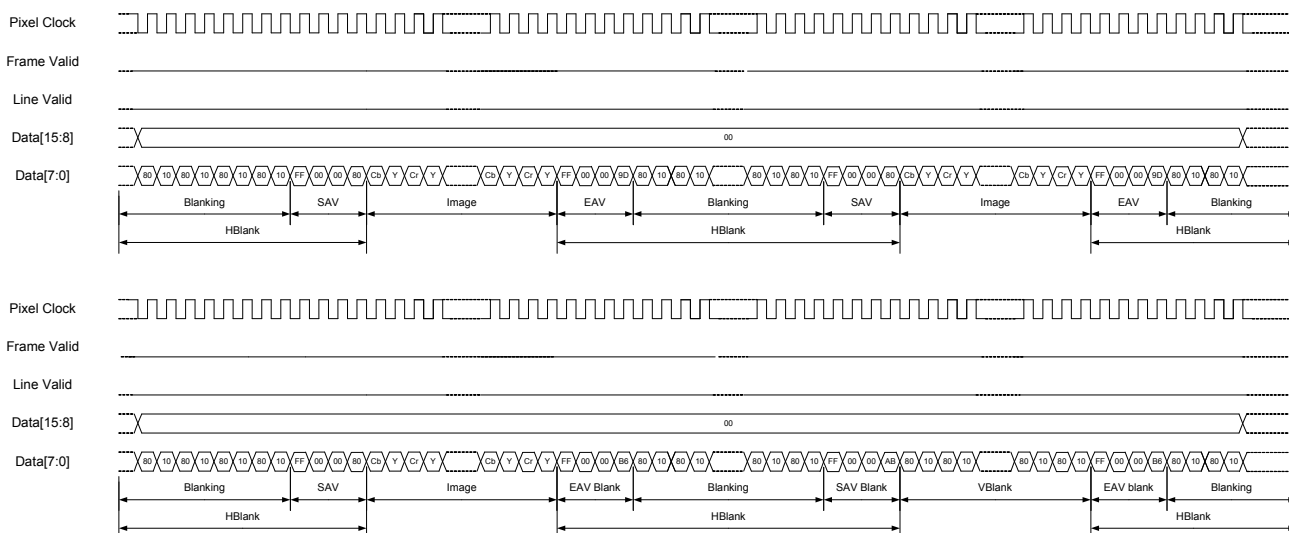 Pixel Clock
Frame Valid
Line Valid
Data[15:8]
00
Data[7:0]
80 10 80 10 80 10 80 10 FF 00 00 80 Cb Y Cr Y Cb Y Cr Y FF 00 00 9D 80 10 80 10 80 10 80 10 FF 00 00 80 Cb Y Cr Y Cb Y Cr Y FF 00 00 9D 80 10 80 10
Blanking SAV Image EAV Blanking SAV Image EAV Blanking
HBlank HBlank HBlank
Pixel Clock
Frame Valid
Line Valid
Data[15:8]
00
Data[7:0]
80 10 80 10 80 10 80 10 FF 00 00 80 Cb Y Cr Y Cb Y Cr Y FF 00 00 B6 80 10 80 10 80 10 80 10 FF 00 00 AB 80 10 80 10 80 10 80 10 FF 00 00 B6 80 10 80 10
Blanking SAV Image EAV Blank Blanking SAV Blank VBlank EAV blank Blanking
HBlank HBlank HBlank